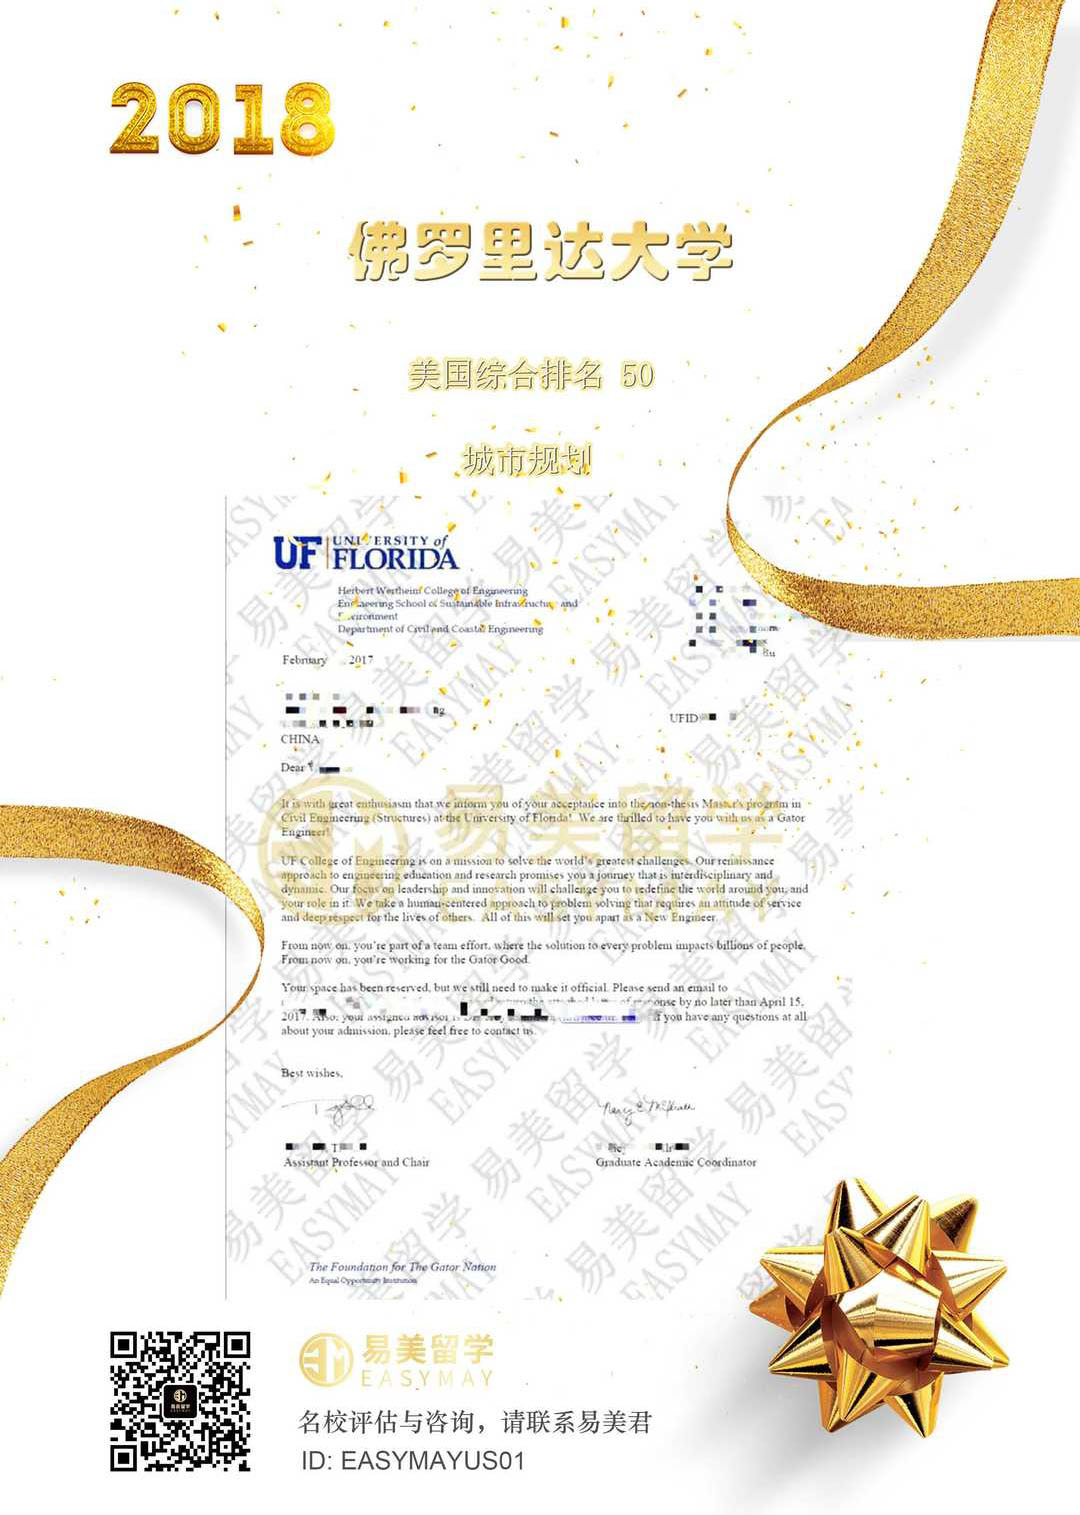 2018
佛罗里达大学
美国综合排名 50
城市规划
UF UNIVERSITY of
FLORIDA
Herbert Wertheim College of Engineering
Engineering School of Sustainable Infrastructure and
Environment
Department of Civil and Coastal Engineering
February 2017
UFID
CHINA
Dear
It is with great enthusiasm that we inform you of your acceptance into the non-thesis Master's program in
Civil Engineering (Structures) at the University of Florida! We are thrilled to have you with us as a Gator
Engineer!
UF College of Engineering is on a mission to solve the world's greatest challenges. Our renaissance
approach to engineering education and research promises you a journey that is interdisciplinary and
dynamic. Our focus on leadership and innovation will challenge you to redefine the world around you, and
your role in it. We take a human-centered approach to problem solving that requires an attitude of service
and deep respect for the lives of others. All of this will set you apart as a New Engineer.
From now on, you're part of a team effort, where the solution to every problem impacts billions of people.
From now on, you're working for the Gator Good.
Your space has been reserved, but we still need to make it official. Please send an email to
and return the attached letter of response by no later than April 15,
2017. Also, your assigned advisor is Dr. If you have any questions at all
about your admission, please feel free to contact us.
Best wishes,
Assistant Professor and Chair
Graduate Academic Coordinator
The Foundation for The Gator Nation
An Equal Opportunity Institution
易美留学
EASYMAY
易美留学
EASYMAY
名校评估与咨询，请联系易美君
ID: EASYMAYUS01